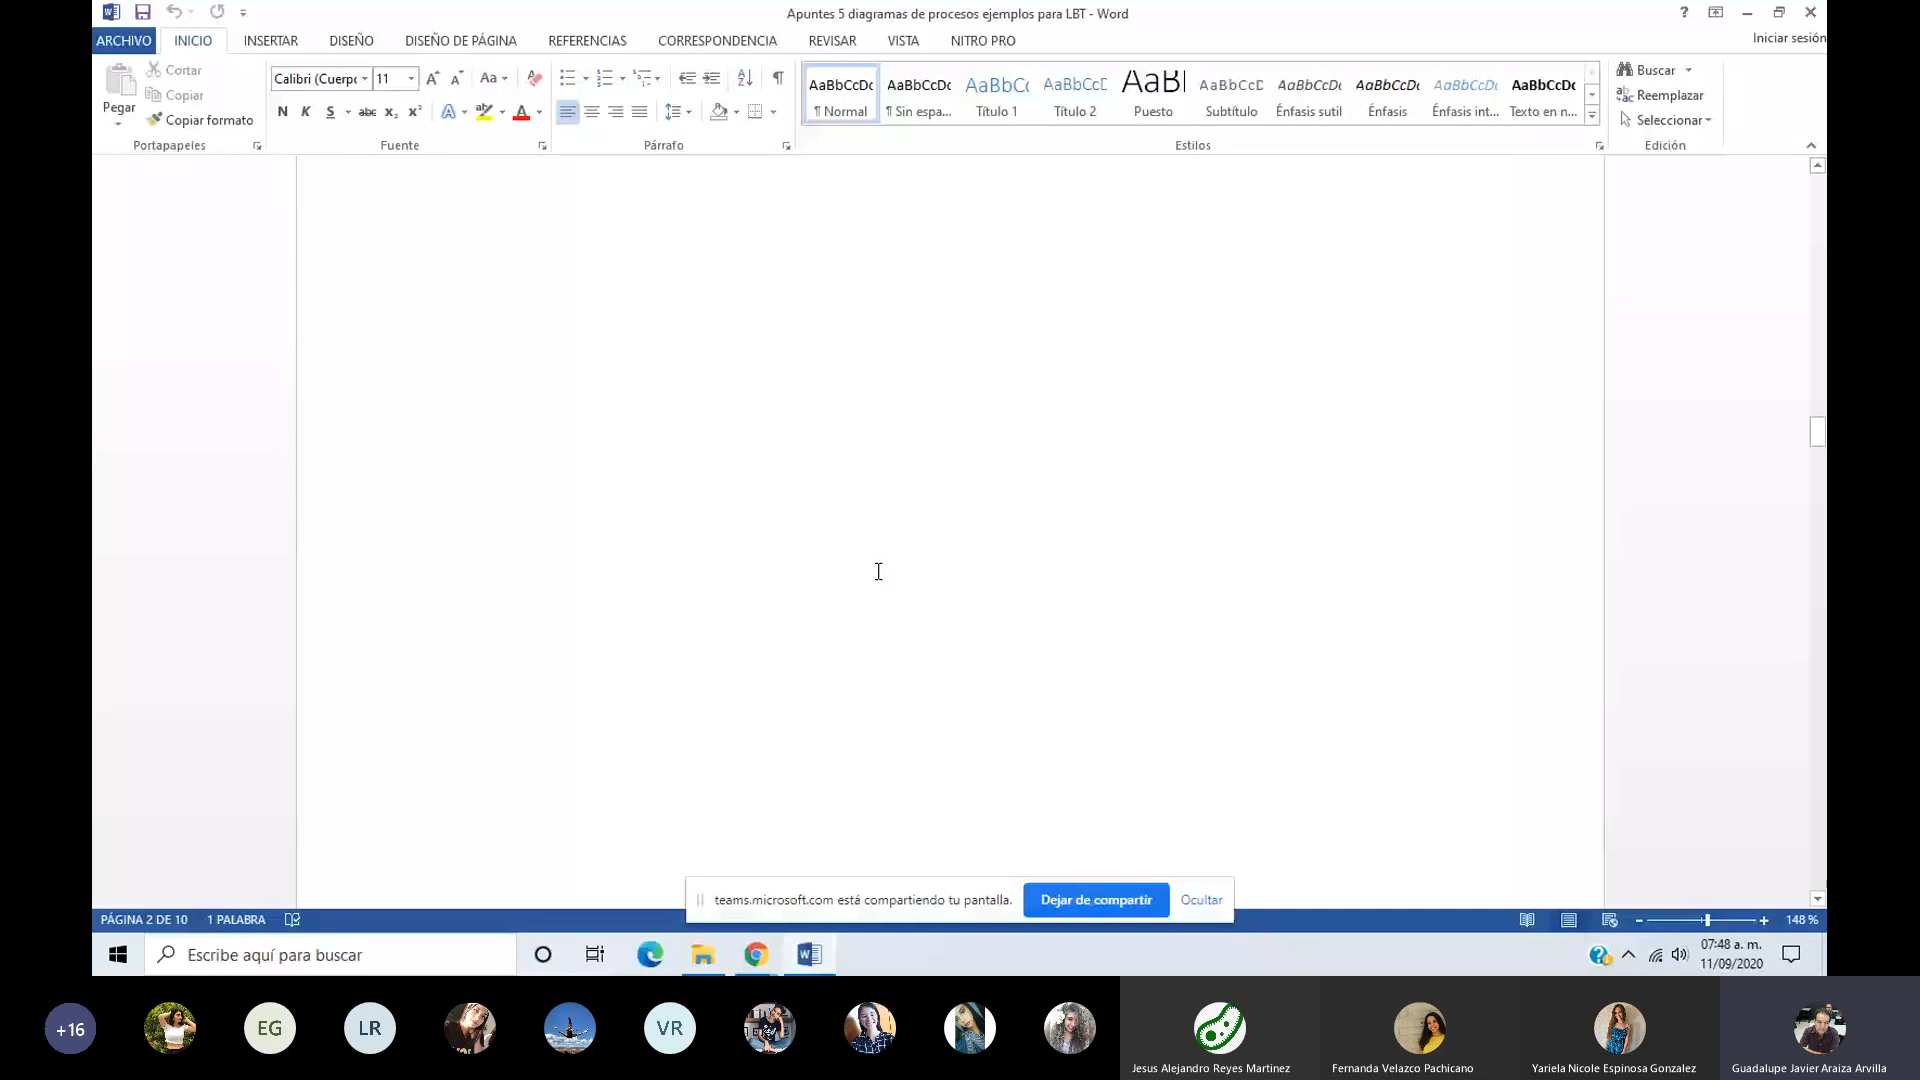 Apuntes 5 diagramas de procesos ejemplos para LBT - Word
ARCHIVO INICIO INSERTAR DISEÑO DISEÑO DE PÁGINA REFERENCIAS CORRESPONDENCIA REVISAR VISTA NITRO PRO Iniciar sesión
Pegar
Cortar
Copiar
Copiar formato
Portapapeles
Calibri (Cuerpo 11
Fuente
Párrafo
AaBbCcDc AaBbCcDc AaBbCc AaBbCcD AaBl AaBbCcD AaBbCcDc AaBbCcDc AaBbCcDc AaBbCcDc
¶ Normal ¶ Sin espa... Título 1 Título 2 Puesto Subtítulo Énfasis sutil Énfasis Énfasis int... Texto en n...
Estilos
Buscar
Reemplazar
Seleccionar
Edición
teams.microsoft.com está compartiendo tu pantalla. Dejar de compartir Ocultar
PÁGINA 2 DE 10 1 PALABRA 148 %
Escribe aquí para buscar
07:48 a. m.
11/09/2020
+16 EG LR VR
Jesus Alejandro Reyes Martinez Fernanda Velazco Pachicano Yariela Nicole Espinosa Gonzalez Guadalupe Javier Araiza Arvilla